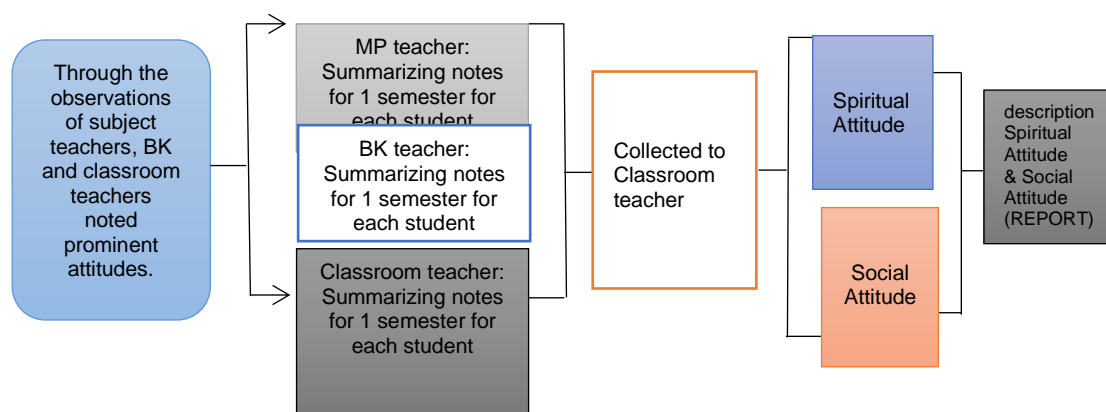 Through the
observations
of subject
teachers, BK
and classroom
teachers
noted
prominent
attitudes.
MP teacher:
Summarizing notes
for 1 semester for
each student
BK teacher:
Summarizing notes
for 1 semester for
each student
Classroom teacher:
Summarizing notes
for 1 semester for
each student
Collected to
Classroom
teacher
Spiritual
Attitude
Social
Attitude
description
Spiritual
Attitude
& Social
Attitude
(REPORT)